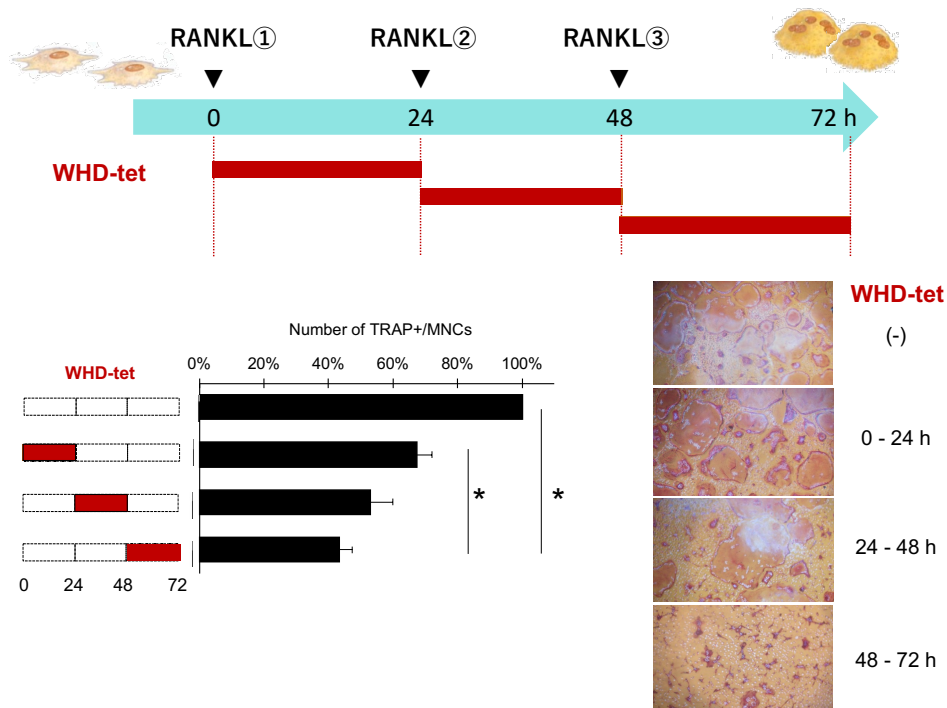 RANKL① RANKL② RANKL③
0 24 48 72 h
WHD-tet
Number of TRAP+/MNCs
0% 20% 40% 60% 80% 100%
WHD-tet
*
*
0 24 48 72
WHD-tet
(-)
0 - 24 h
24 - 48 h
48 - 72 h